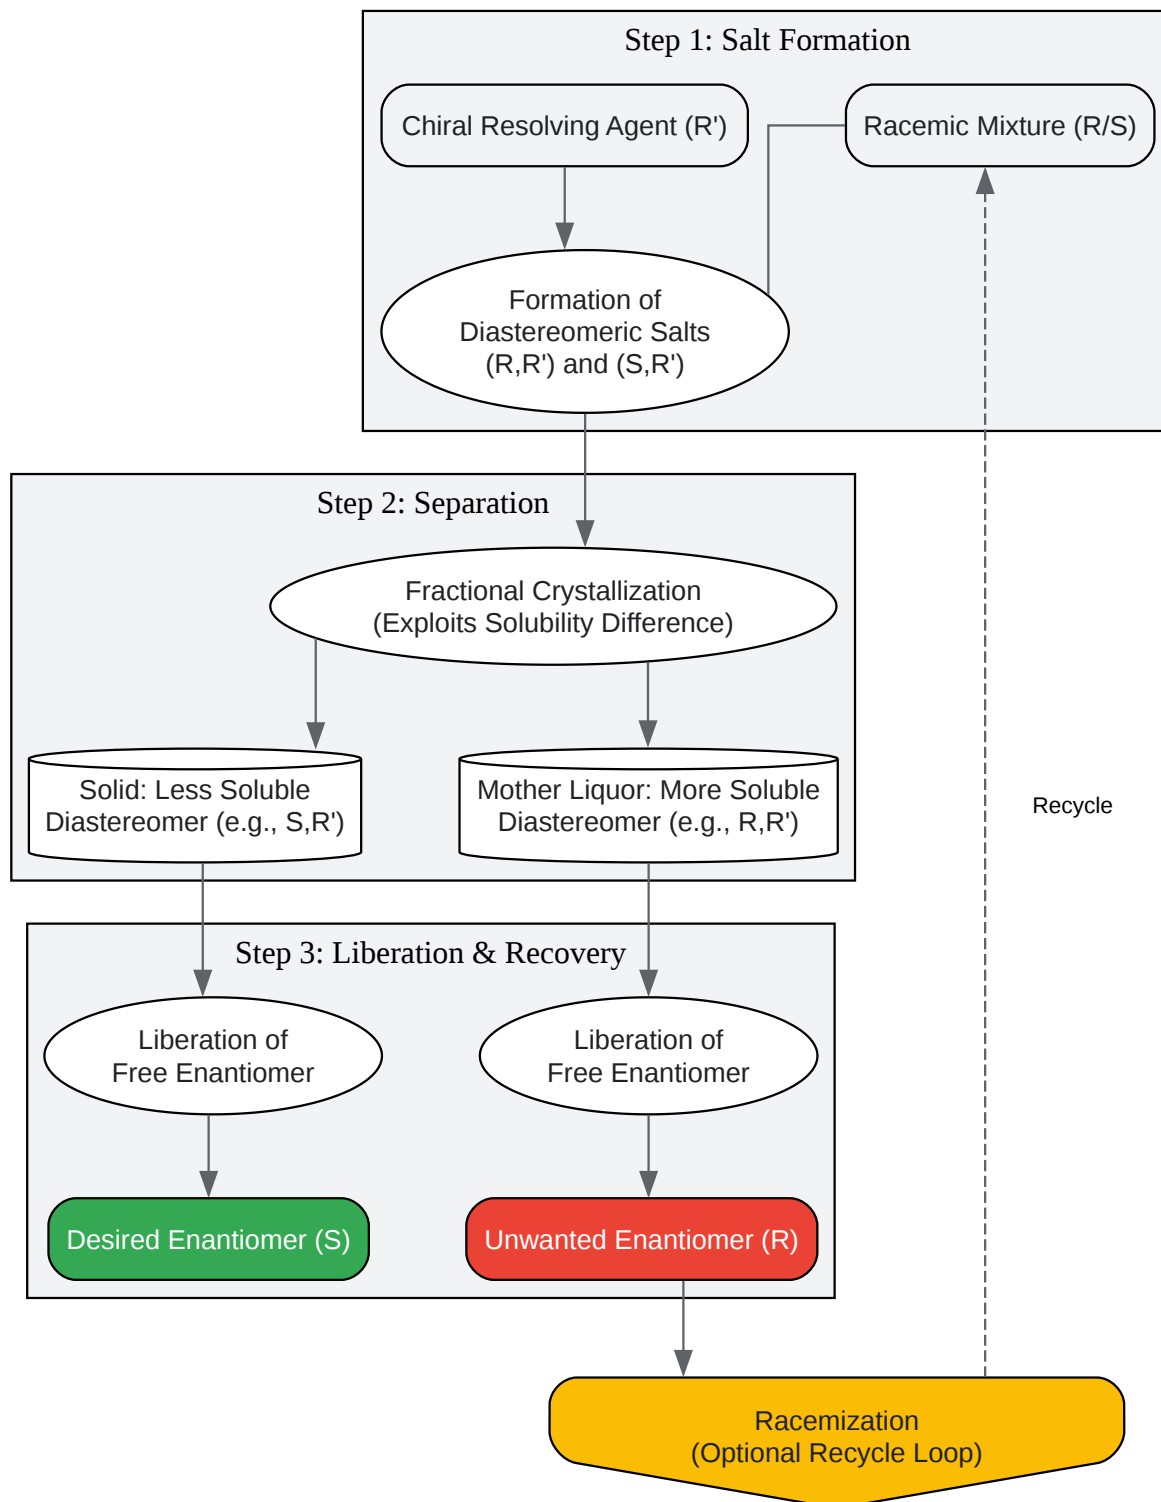 Step 1: Salt Formation
Chiral Resolving Agent (R')
Racemic Mixture (R/S)
Formation of
Diastereomeric Salts
(R,R') and (S,R')
Step 2: Separation
Fractional Crystallization
(Exploits Solubility Difference)
Solid: Less Soluble
Diastereomer (e.g., S,R')
Mother Liquor: More Soluble
Diastereomer (e.g., R,R')
Recycle
Step 3: Liberation & Recovery
Liberation of
Free Enantiomer
Liberation of
Free Enantiomer
Desired Enantiomer (S)
Unwanted Enantiomer (R)
Racemization
(Optional Recycle Loop)